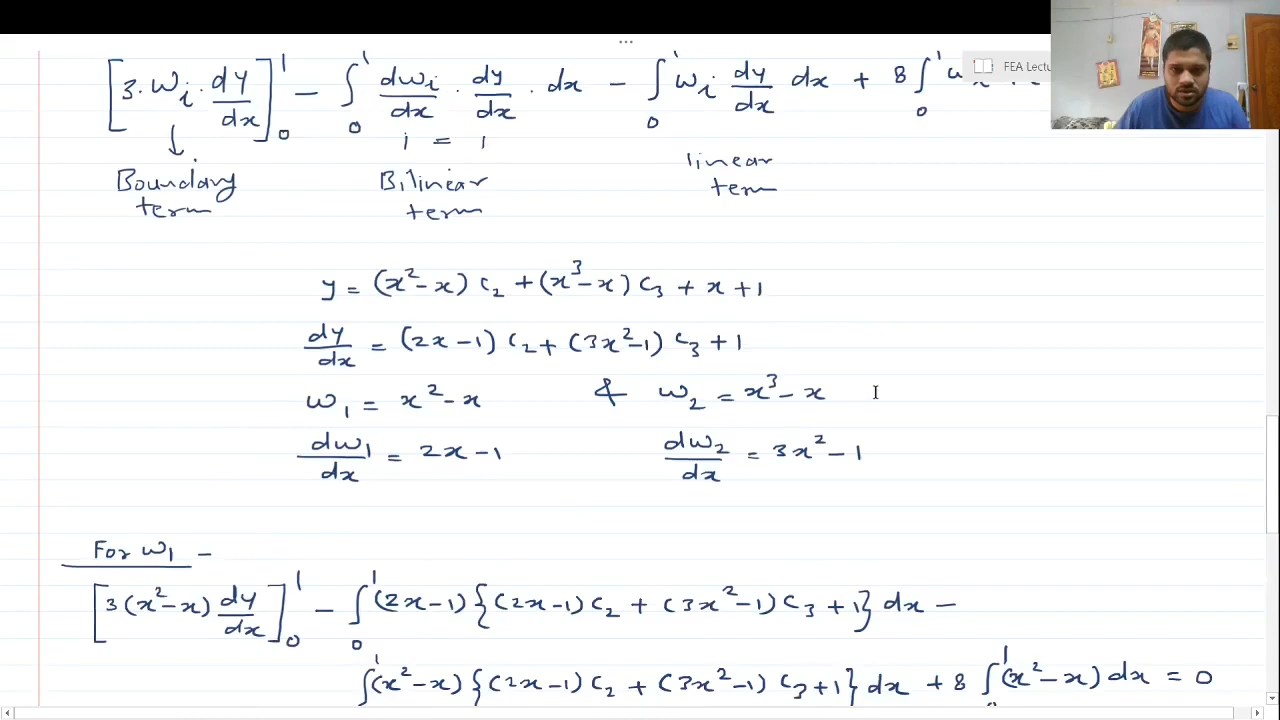 [3·wᵢ·dy/dx]₀¹ − ∫₀¹ dwᵢ/dx · dy/dx · dx − ∫₀¹ wᵢ dy/dx dx + 8 ∫₀¹
FEA Lectu
i = 1
Boundary term
Bilinear term
linear term
y = (x² − x) c₂ + (x³ − x) c₃ + x + 1
dy/dx = (2x − 1) c₂ + (3x² − 1) c₃ + 1
w₁ = x² − x & w₂ = x³ − x
dw₁/dx = 2x − 1 dw₂/dx = 3x² − 1
For w₁ −
[3(x² − x) dy/dx]₀¹ − ∫₀¹ (2x − 1) {(2x − 1) c₂ + (3x² − 1) c₃ + 1} dx −
∫¹ (x² − x) {(2x − 1) c₂ + (3x² − 1) c₃ + 1} dx + 8 ∫₀¹ (x² − x) dx = 0